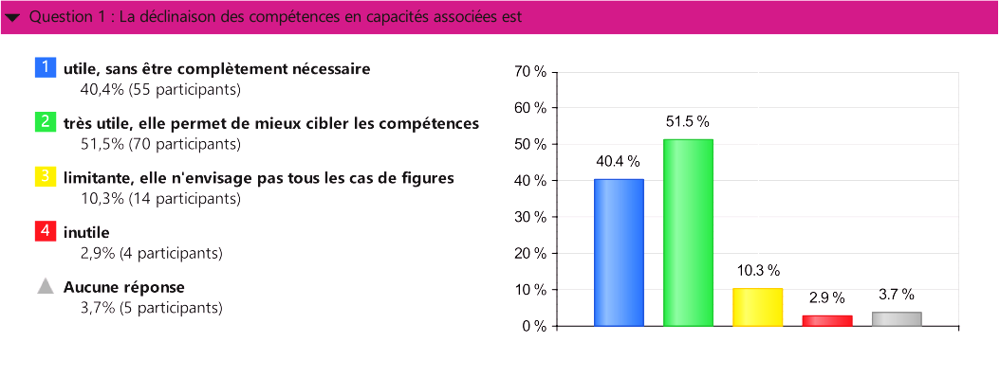 Question 1 : La déclinaison des compétences en capacités associées est
1 utile, sans être complètement nécessaire
40,4% (55 participants)
2 très utile, elle permet de mieux cibler les compétences
51,5% (70 participants)
3 limitante, elle n'envisage pas tous les cas de figures
10,3% (14 participants)
4 inutile
2,9% (4 participants)
Aucune réponse
3,7% (5 participants)
70 %
60 %
50 %
40 %
30 %
20 %
10 %
0 %
40.4 %
51.5 %
10.3 %
2.9 %
3.7 %